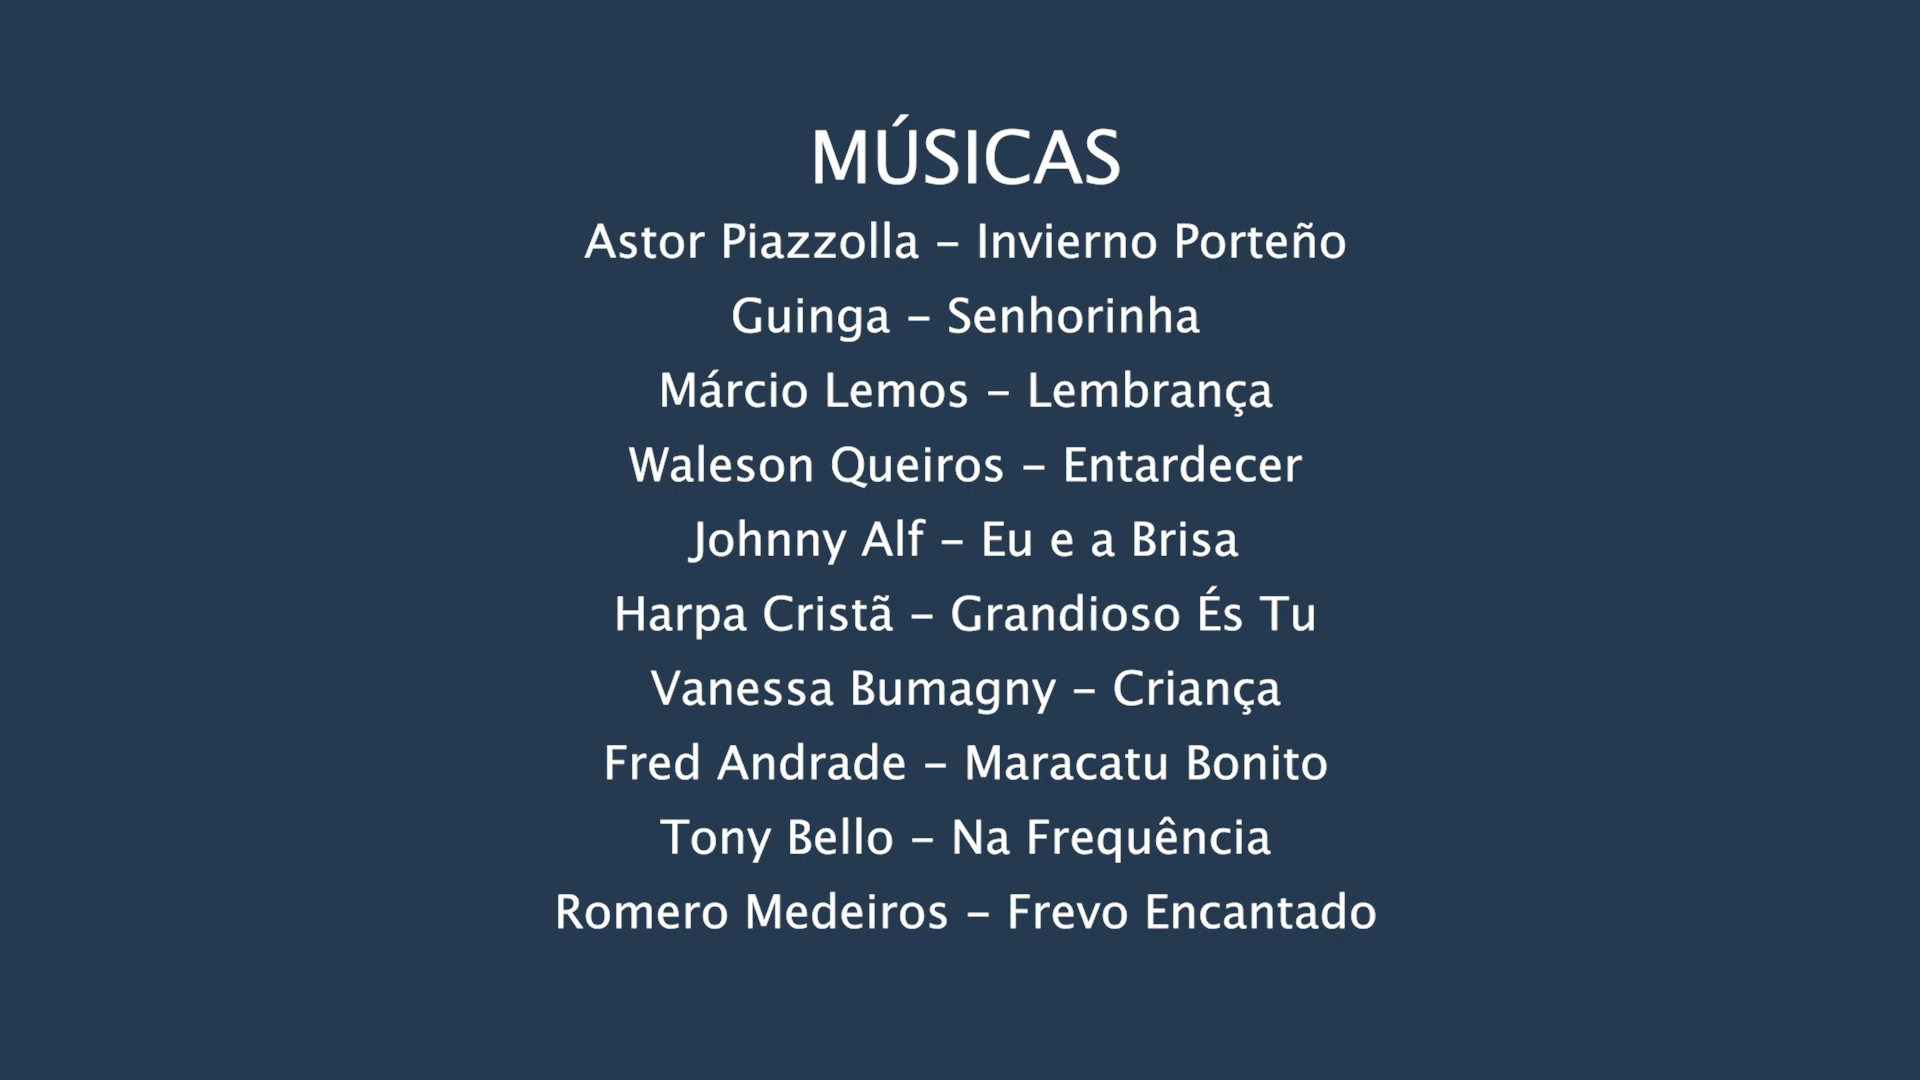 MÚSICAS
Astor Piazzolla – Invierno Porteño
Guinga – Senhorinha
Márcio Lemos – Lembrança
Waleson Queiros – Entardecer
Johnny Alf – Eu e a Brisa
Harpa Cristã – Grandioso És Tu
Vanessa Bumagny – Criança
Fred Andrade – Maracatu Bonito
Tony Bello – Na Frequência
Romero Medeiros – Frevo Encantado